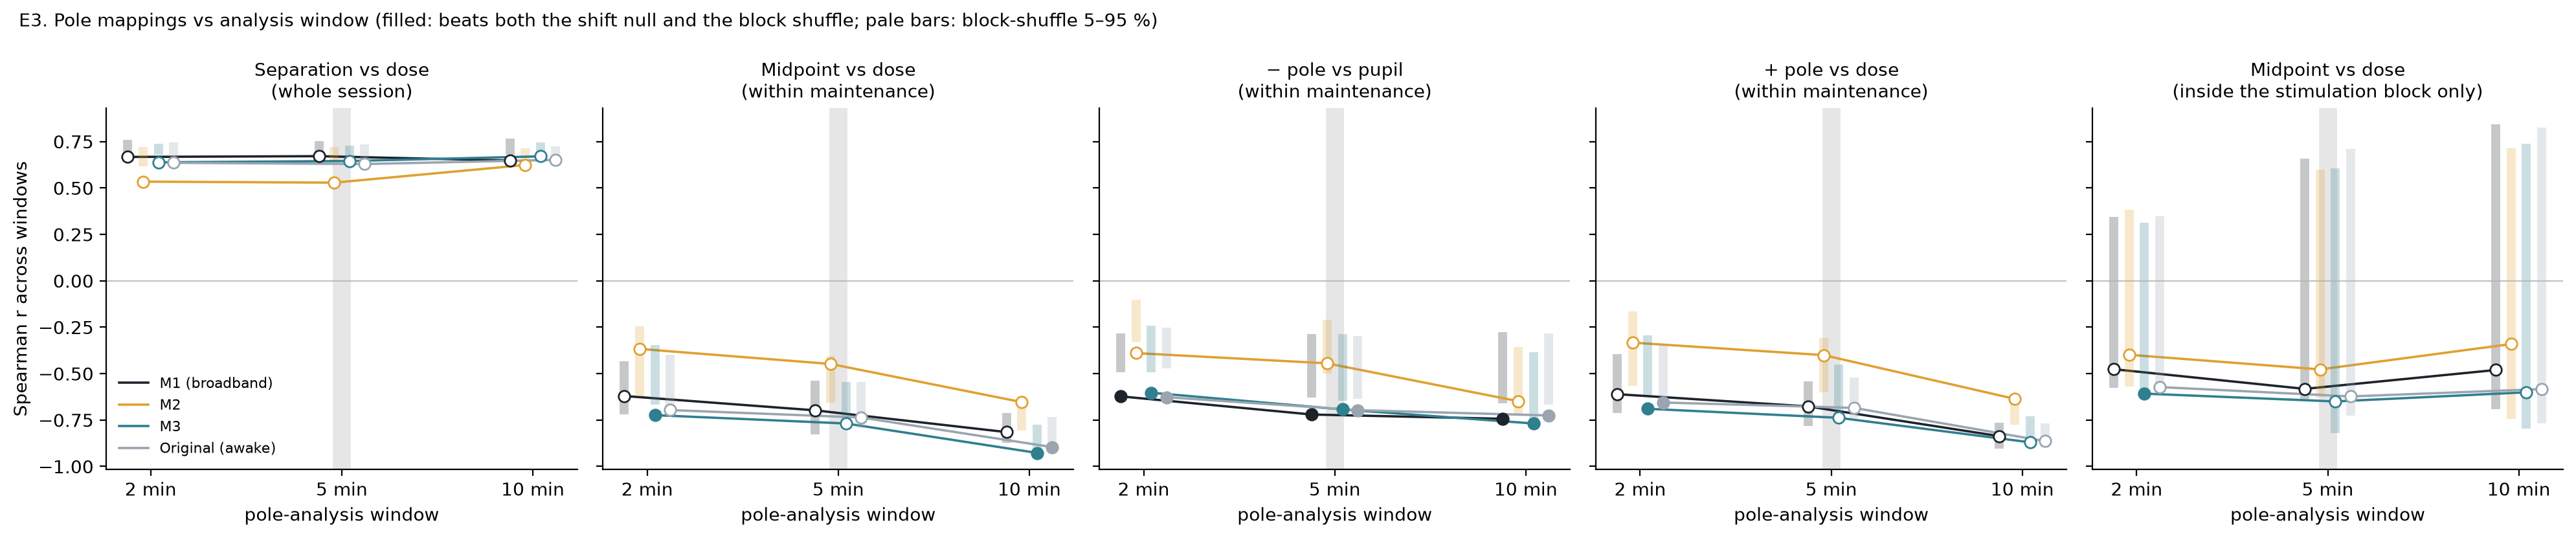 E3. Pole mappings vs analysis window (filled: beats both the shift null and the block shuffle; pale bars: block-shuffle 5–95 %)
Separation vs dose
(whole session)
Midpoint vs dose
(within maintenance)
− pole vs pupil
(within maintenance)
+ pole vs dose
(within maintenance)
Midpoint vs dose
(inside the stimulation block only)
Spearman r across windows
0.75
0.50
0.25
0.00
−0.25
−0.50
−0.75
−1.00
M1 (broadband)
M2
M3
Original (awake)
2 min
5 min
10 min
2 min
5 min
10 min
2 min
5 min
10 min
2 min
5 min
10 min
2 min
5 min
10 min
pole-analysis window
pole-analysis window
pole-analysis window
pole-analysis window
pole-analysis window